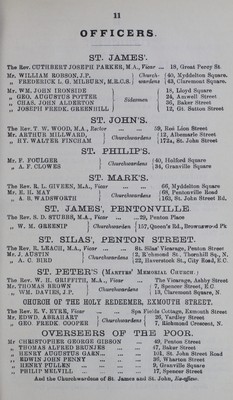 11
OFFICERS.
ST. JAMES'.
The Rev. CUTHBERT JOSEPH PARKER, M.A., Vicar ... 18, Great Percy St.
Mr. WILLIAM ROBSON, J.P. Church- 40, Myddelton Square.
„ FREDERICK L. G. MILBURN, M.R.C.S. wardens 43, Claremont Square.
Mr. WM. JOHN IRONSIDE 18, Lloyd Square
„ GEO. AUGUSTUS POTTER 24, Amwell Street
„ CHAS. JOHN ALDERTON Sidesmen 36, Baker Street
„ JOSEPH FREDK. GREENHILL 12, Gt. Sutton Street
ST. JOHN'S.
The Rev. T. W. WOOD, M.A., Rector ... ... 39, Red Lion Street
Mr. ARTHUR MILLWARD, Churchwardens 12, Albemarle Street
„ HY. WALTER FINCHAM 172a, St. John Street
ST. PHILIP'S.
Mr. F. FOULGER Churchwardens 40, Holford Square
„ A. F. CLOWES 34, Granville Square
ST. MARK'S.
The Rev. R. L. GIVEEN, M.A., Vicar ... ... 66, Myddelton Square
Mr. E. H. MAY Churchwardens 68, Pentonville Road
„ A. B. WADSWORTH 163, St. John Street Rd.
ST. JAMES', PENTONVILLE
The Rev. S. D. STUBBS, M.A., Vicar ... ... 29, Penton Place
„ W. M. GREENIP Churchwardens 157, Queen's Rd., Brownswood Pk
ST. SILAS', PENTON STREET.
The Rev. E. LEACH, M.A., Vicar ... ... St. Silas' Vicarage, Penton Street
Mr. J. AUSTIN Churchwardens 2, Richmond St. Thornhill Sq., N.
„ A. C. BIRD 22, Haverstock St., City Road, E.C.
ST. PETER'S (MARTYRS' MEMORIAL CHURCH).
The Rev. W. H. GRIFFITH, M.A., Vicar The Vicarage, Ashby Street
Mr. THOMAS BROWN Churchwardens 7, Spencer Street, E.C.
„ WM. DAVIES, J.P. 13, Claremont Square, N.
CHURCH OF THE HOLY REDEEMER, EXMOUTH STREET.
The Rev. E. V. EYRE, Vicar ... Spa Fields Cottage, Exmouth Street
Mr. EDWD. ABRAHART Churchwardens 26, Yardley Street
„ GEO. FREDK. COOPER 7, Richmond Crescent, N.
OVERSEERS OF THE POOR.
Mr CHRISTOPHER GEORGE GIBSON ... 49, Penton Street
„ THOMAS ALFRED BRUNKER ... 47, Baker Street
„ HENRY AUGUSTUS GARN ... ... 101, St. John Street Road
„ EDWIN JOHN PENNY ... ... 26, Wharton Street
„ HENRY PULLEN ... ... 9, Granville Square
„ PHILIP MELVILL ... ... 17, Spencer Street
And the Churchwardens of St. James and St. John, Ex-officio.